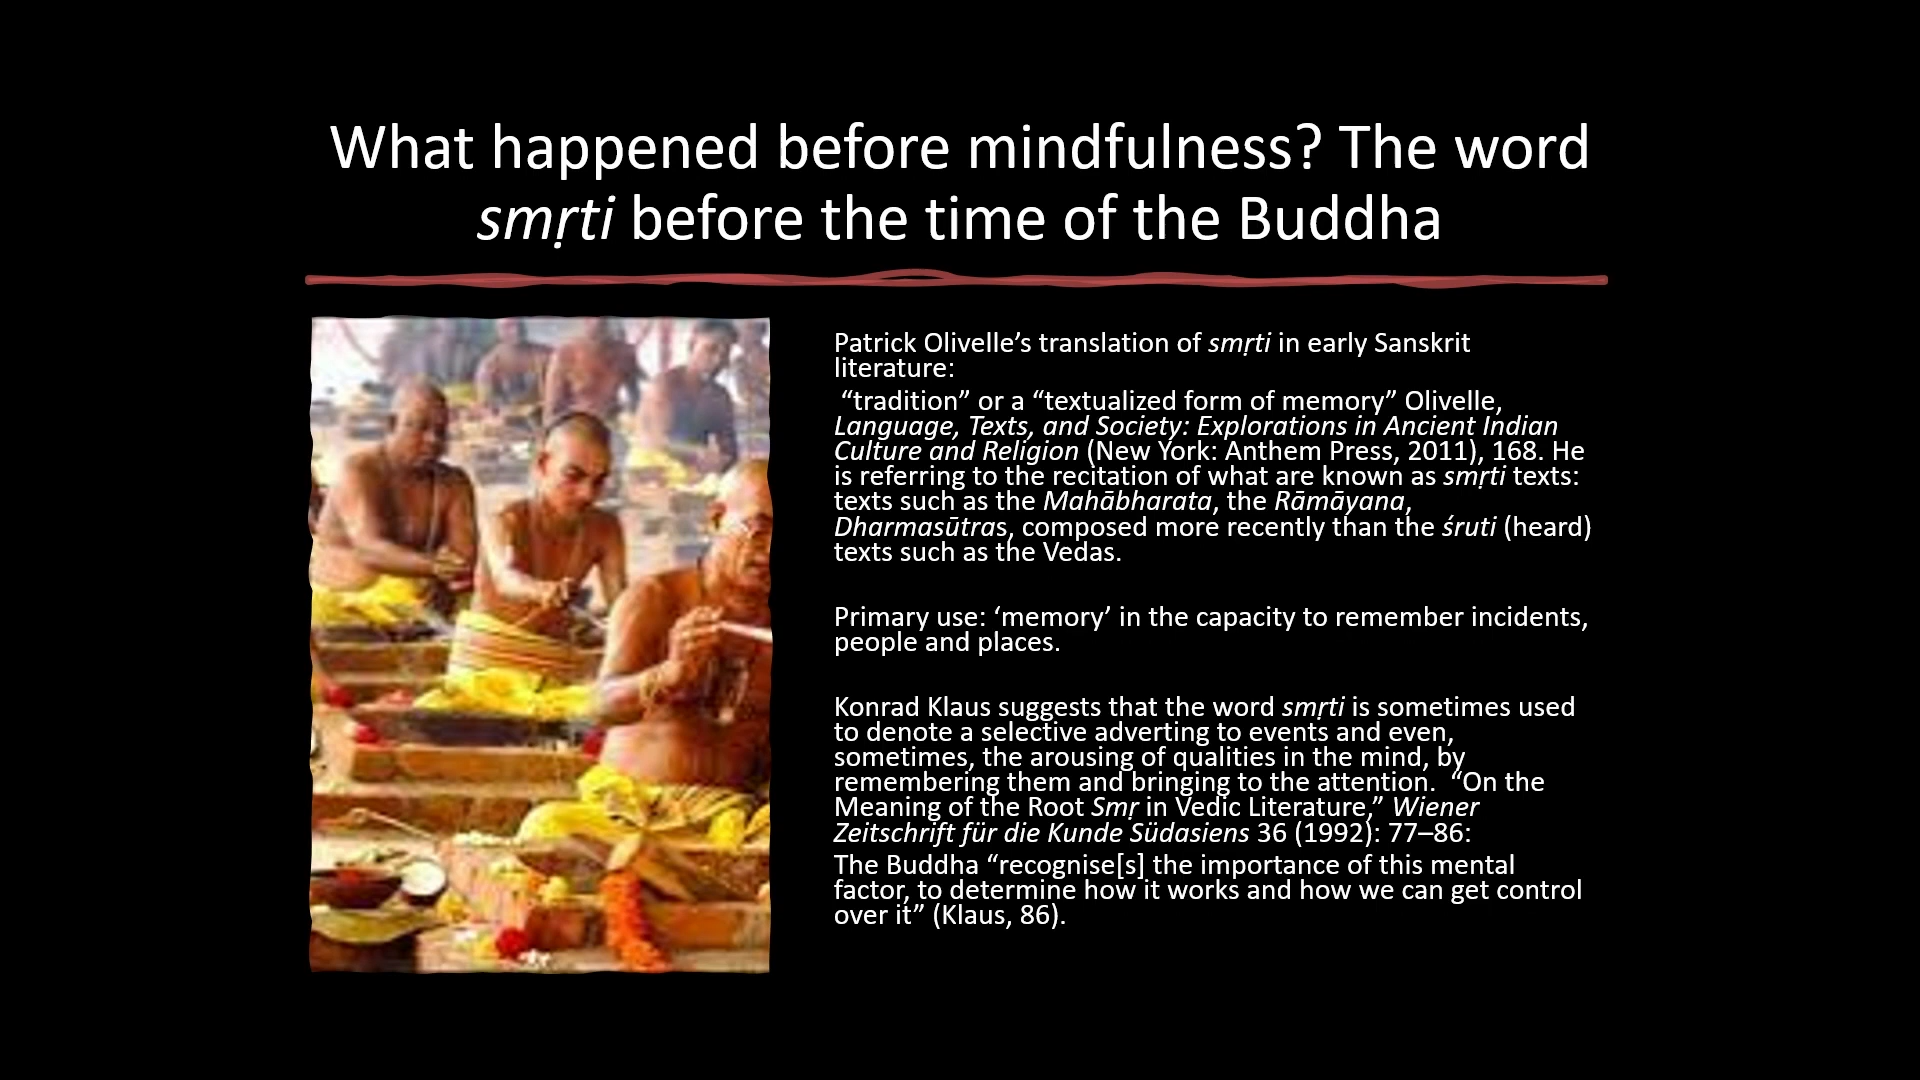 What happened before mindfulness? The word
smṛti before the time of the Buddha
Patrick Olivelle’s translation of smṛti in early Sanskrit
literature:
“tradition” or a “textualized form of memory” Olivelle,
Language, Texts, and Society: Explorations in Ancient Indian
Culture and Religion (New York: Anthem Press, 2011), 168. He
is referring to the recitation of what are known as smṛti texts:
texts such as the Mahābharata, the Rāmāyana,
Dharmasūtras, composed more recently than the śruti (heard)
texts such as the Vedas.
Primary use: ‘memory’ in the capacity to remember incidents,
people and places.
Konrad Klaus suggests that the word smṛti is sometimes used
to denote a selective adverting to events and even,
sometimes, the arousing of qualities in the mind, by
remembering them and bringing to the attention.  “On the
Meaning of the Root Smṛ in Vedic Literature,” Wiener
Zeitschrift für die Kunde Südasiens 36 (1992): 77–86:
The Buddha “recognise[s] the importance of this mental
factor, to determine how it works and how we can get control
over it” (Klaus, 86).